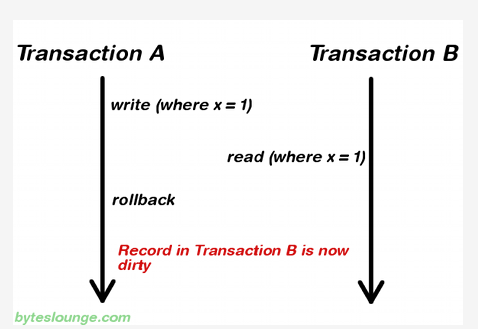 Transaction A
Transaction B
write (where x = 1)
read (where x = 1)
rollback
Record in Transaction B is now
dirty
byteslounge.com